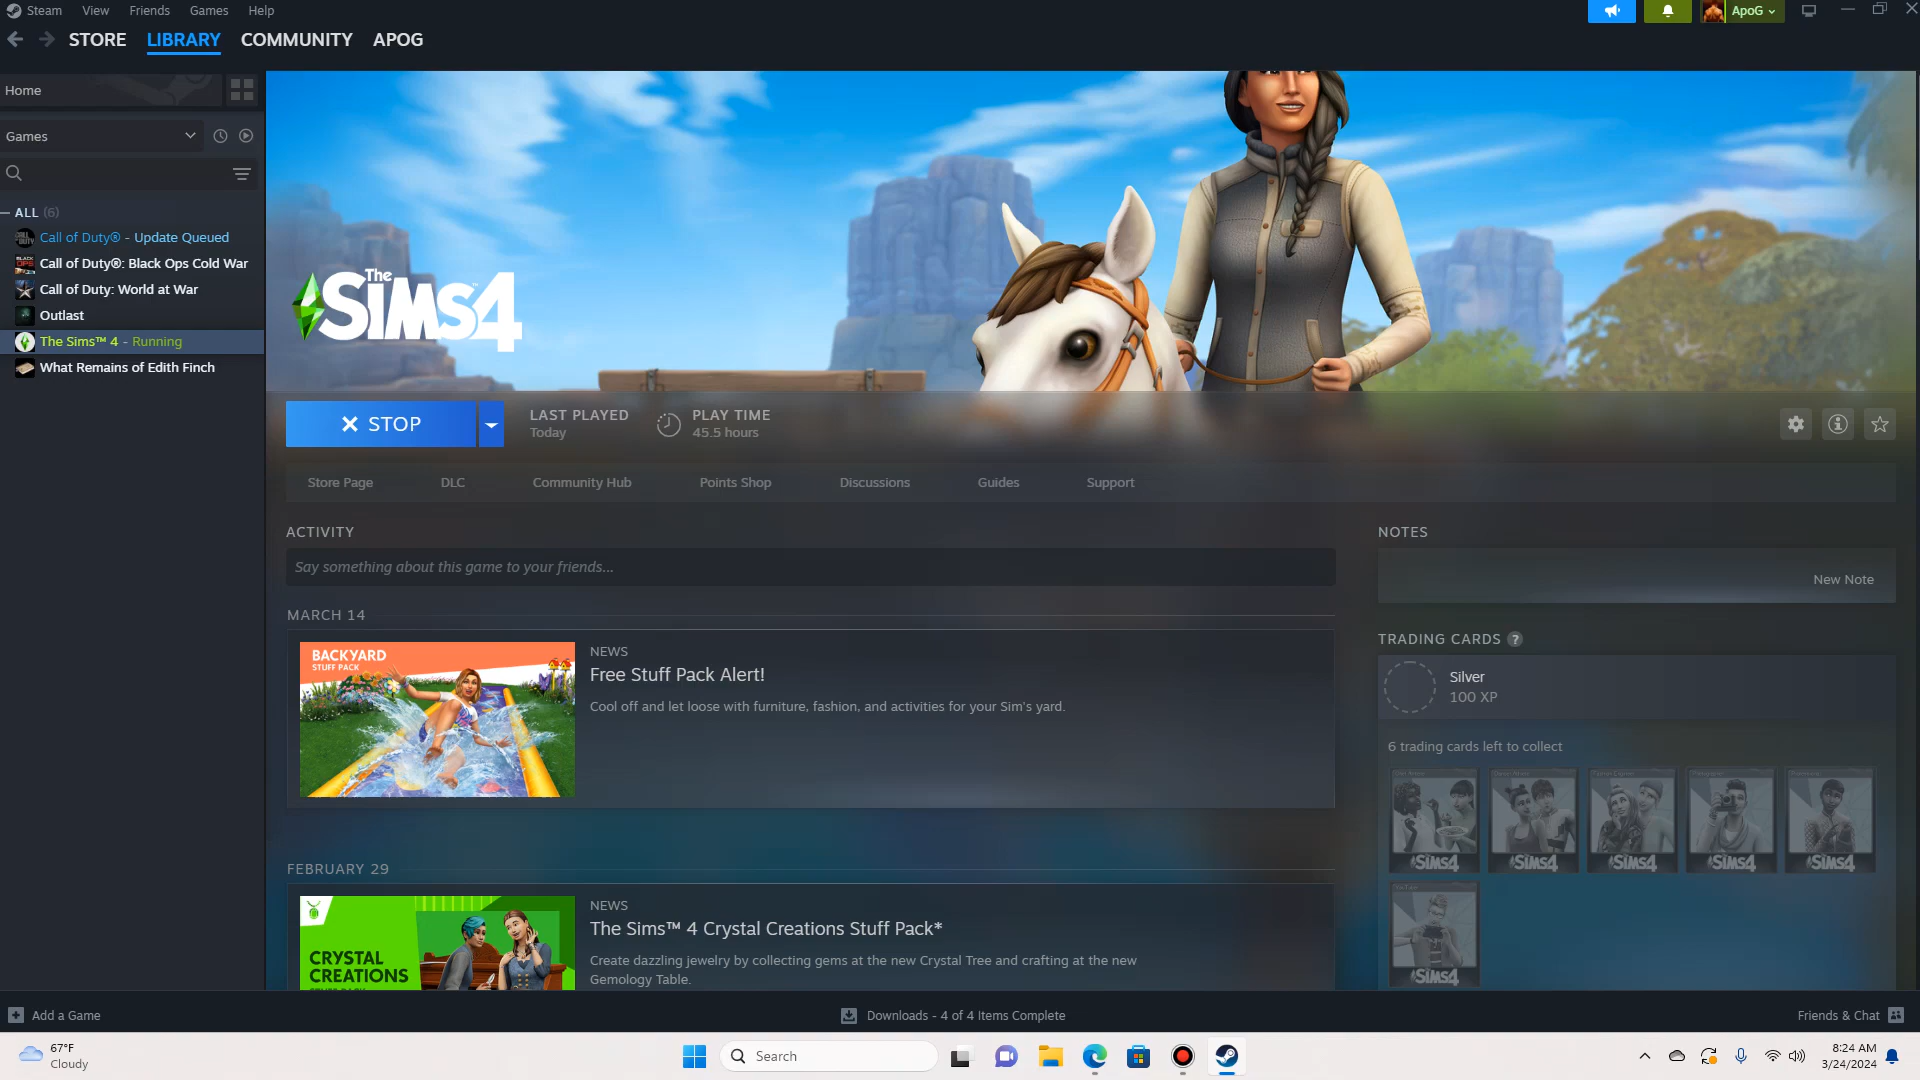 Steam View Friends Games Help
ApoG
STORE LIBRARY COMMUNITY APOG
Home
Games
ALL (6)
Call of Duty® - Update Queued
Call of Duty®: Black Ops Cold War
Call of Duty: World at War
Outlast
The Sims™ 4 - Running
What Remains of Edith Finch
The SIMS 4
STOP
LAST PLAYED
Today
PLAY TIME
45.5 hours
Store Page DLC Community Hub Points Shop Discussions Guides Support
ACTIVITY
Say something about this game to your friends...
MARCH 14
BACKYARD
STUFF PACK
NEWS
Free Stuff Pack Alert!
Cool off and let loose with furniture, fashion, and activities for your Sim's yard.
FEBRUARY 29
CRYSTAL
CREATIONS
NEWS
The Sims™ 4 Crystal Creations Stuff Pack*
Create dazzling jewelry by collecting gems at the new Crystal Tree and crafting at the new
Gemology Table.
NOTES
New Note
TRADING CARDS ?
Silver
100 XP
6 trading cards left to collect
SIMS4 SIMS4 SIMS4 SIMS4 SIMS4
SIMS4
Add a Game
Downloads - 4 of 4 Items Complete
Friends & Chat
67°F
Cloudy
Search
8:24 AM
3/24/2024